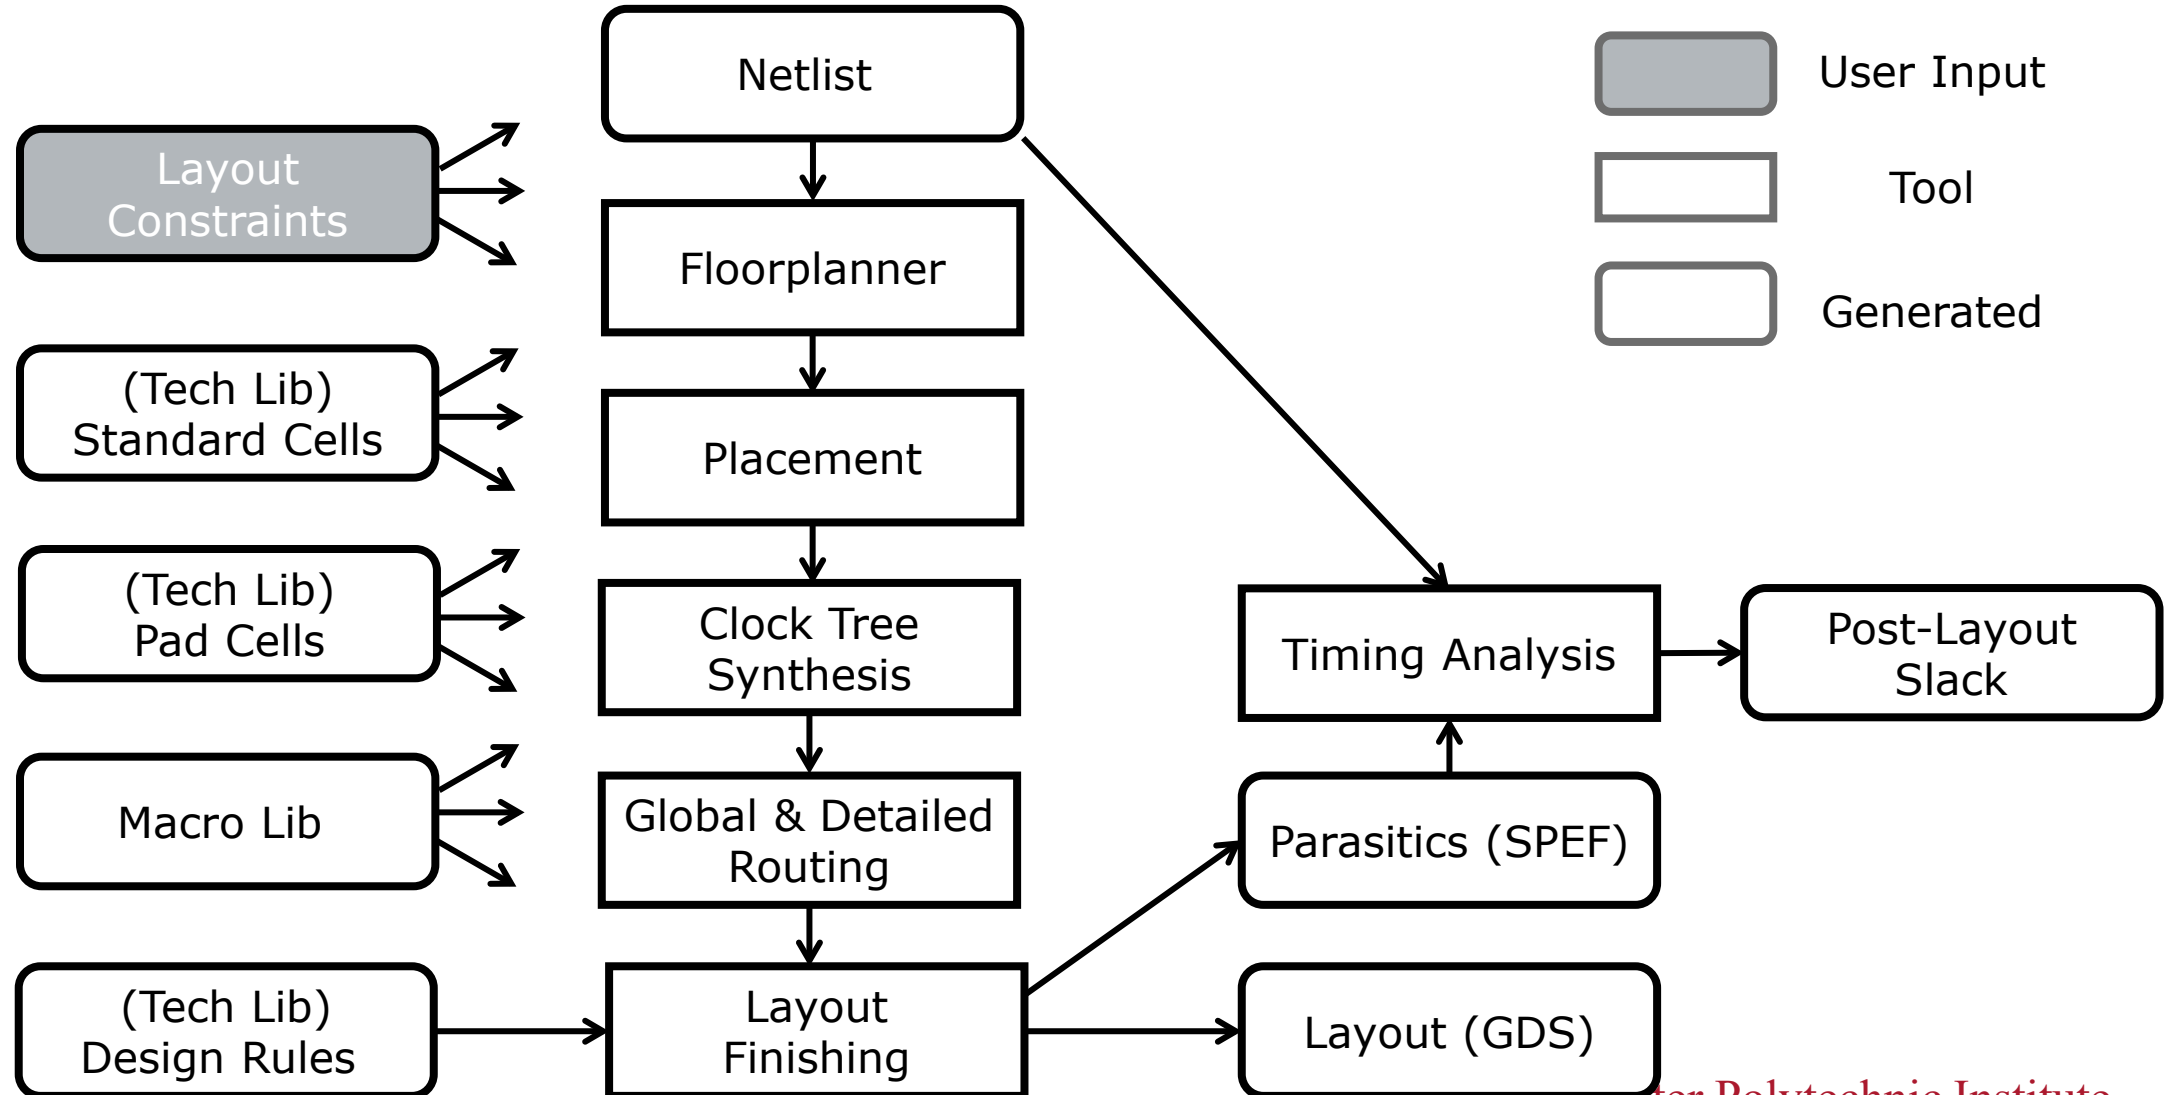 Netlist
User Input
Layout
Constraints
Tool
Floorplanner
Generated
(Tech Lib)
Standard Cells
Placement
(Tech Lib)
Pad Cells
Clock Tree
Synthesis
Timing Analysis
Post-Layout
Slack
Macro Lib
Global & Detailed
Routing
Parasitics (SPEF)
(Tech Lib)
Design Rules
Layout
Finishing
Layout (GDS)
Polytechnic Institute